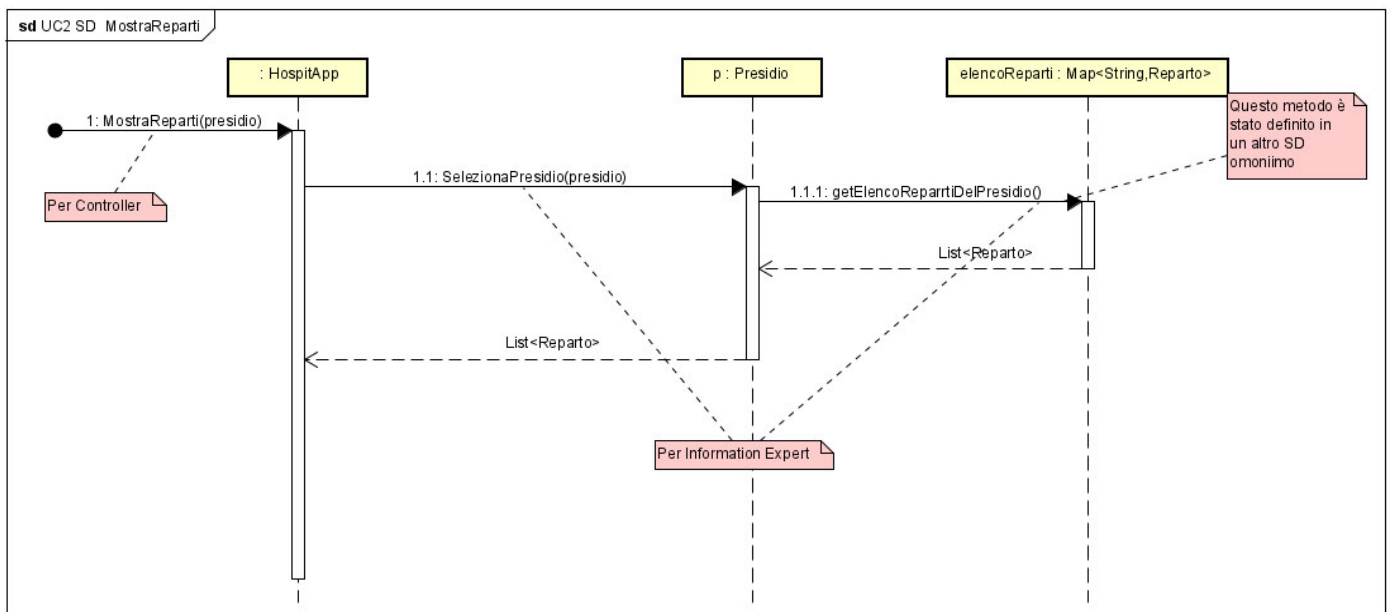 sd UC2 SD MostraReparti
: HospitApp
p : Presidio
elencoReparti : Map<String,Reparto>
Questo metodo è
stato definito in
un altro SD
omoniimo
1: MostraReparti(presidio)
Per Controller
1.1: SelezionaPresidio(presidio)
1.1.1: getElencoReparrtiDelPresidio()
List<Reparto>
List<Reparto>
Per Information Expert